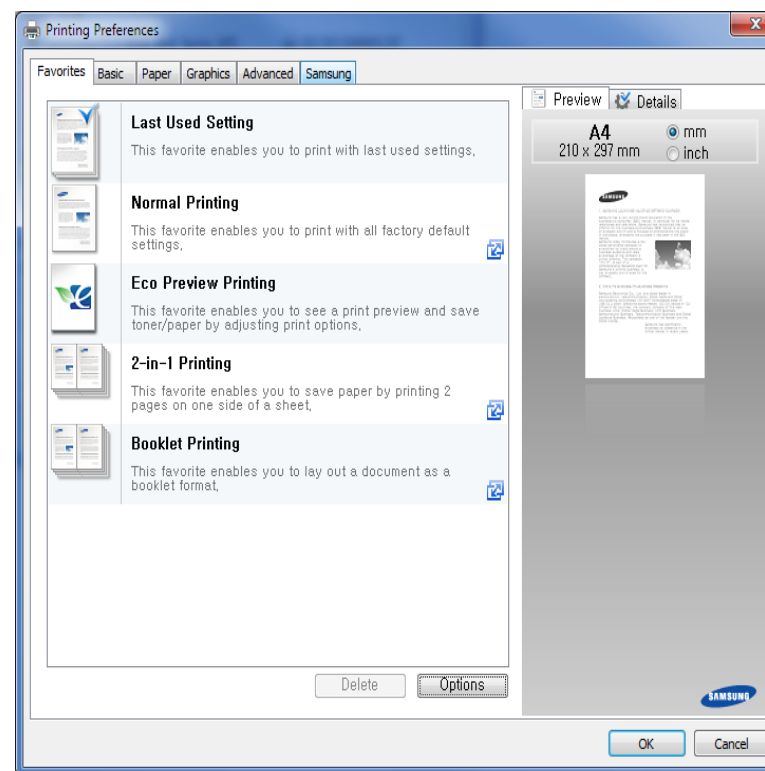 Printing Preferences
Favorites Basic Paper Graphics Advanced Samsung
Last Used Setting
This favorite enables you to print with last used settings,
Normal Printing
This favorite enables you to print with all factory default
settings,
Eco Preview Printing
This favorite enables you to see a print preview and save
toner/paper by adjusting print options,
2-in-1 Printing
This favorite enables you to save paper by printing 2
pages on one side of a sheet,
Booklet Printing
This favorite enables you to lay out a document as a
booklet format,
Delete Options
Preview Details
A4 mm
210 x 297 mm inch
SAMSUNG
SAMSUNG
OK Cancel